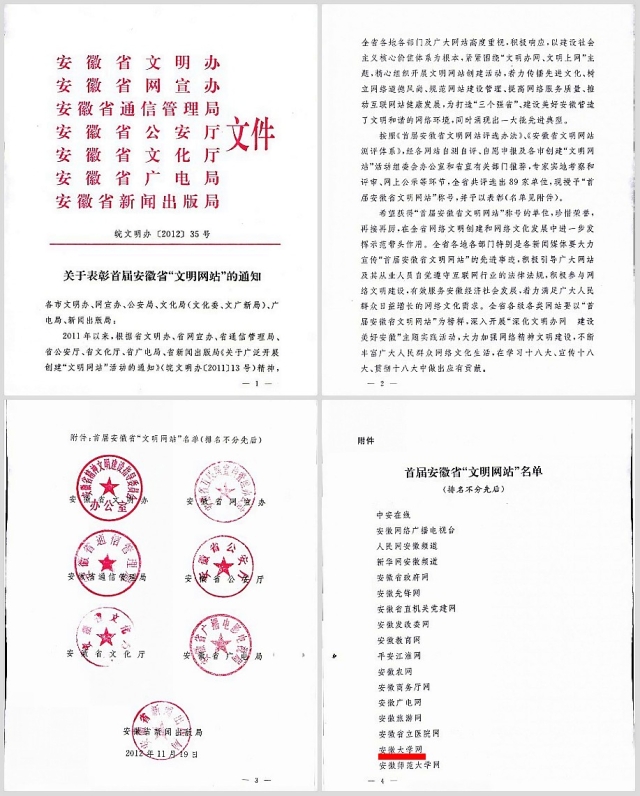 安徽省文明办
安徽省网宣办
安徽省通信管理局
安徽省公安厅
安徽省文化厅
安徽省广电局
安徽省新闻出版局
文件
皖文明办〔2012〕35号
关于表彰首届安徽省“文明网站”的通知
各市文明办、网宣办、公安局、文化局(文化委、文广新局)、广
电局、新闻出版局:
2011年以来,根据省文明办、省网宣办、省通信管理局、
省公安厅、省文化厅、省广电局、省新闻出版局《关于广泛开展
创建“文明网站”活动的通知》(皖文明办〔2011〕13号)精神,
— 1 —
全省各地各部门及广大网站高度重视,积极响应,以建设社会
主义核心价值体系为根本,紧紧围绕“文明办网、文明上网”主
题,精心组织开展文明网站创建活动,着力传播先进文化、树
立网络道德风尚、规范网站建设管理、提高网络服务质量、推
动互联网站健康发展,为打造“三个强省”、建设美好安徽营造
了文明和谐的网络环境,同时涌现出一大批先进典型。
按照《首届安徽省文明网站评选办法》、《安徽省文明网站
测评体系》,经各网站自测自评、自愿申报及各市创建“文明网
站”活动组委会办公室和省直有关部门推荐,专家实地考察和
评审、网上公示等环节,全省共评选出89家单位,现授予“首
届安徽省文明网站”称号,并予以表彰(名单见附件)。
希望获得“首届安徽省文明网站”称号的单位,珍惜荣誉,
再接再厉,在全省网络文明创建和网络文化发展中进一步发
挥示范带头作用。全省各地各部门特别是各新闻媒体要大力
宣传“首届安徽省文明网站”的先进事迹,积极引导广大网站
及其从业人员自觉遵守互联网行业的法律法规,积极参与网
络文明建设,有效服务安徽经济社会发展,着力满足广大人民
群众日益增长的网络文化需求。全省各级各类网站要以“首
届安徽省文明网站”为榜样,深入开展“深化文明办网 建设
美好安徽”主题实践活动,大力加强网络精神文明建设,不断
丰富广大人民群众网络文化生活,在学习十八大、宣传十八
大、贯彻十八大中做出应有贡献。
— 2 —
附件:首届安徽省“文明网站”名单(排名不分先后)
安徽省文明办
安徽省网宣办
安徽省通信管理局
安徽省公安厅
安徽省文化厅
安徽省广电局
安徽省新闻出版局
2012年11月19日
— 3 —
附件
首届安徽省“文明网站”名单
(排名不分先后)
中安在线
安徽网络广播电视台
人民网安徽频道
新华网安徽频道
安徽省政府网
安徽先锋网
安徽省直机关党建网
安徽发改委网
安徽教育网
平安江淮网
安徽农网
安徽商务厅网
安徽广电网
安徽旅游网
安徽省立医院网
安徽大学网
安徽师范大学网
— 4 —